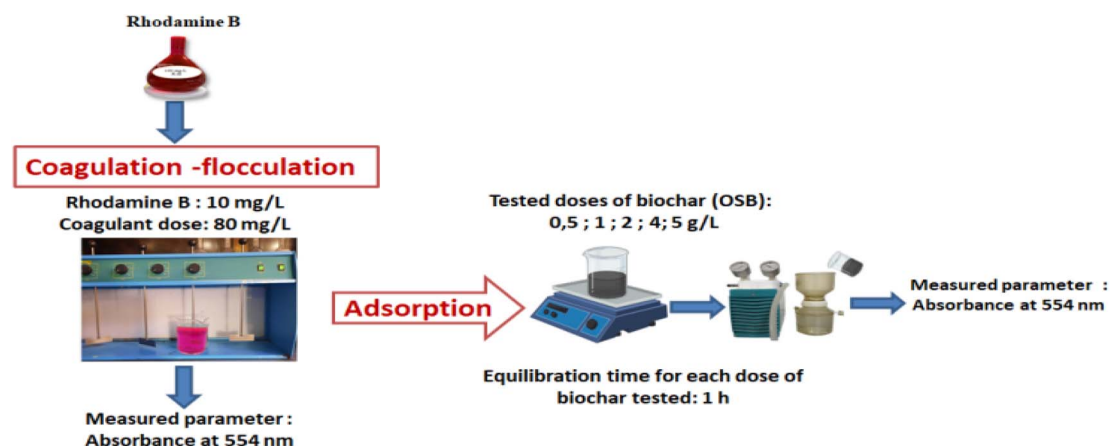 Rhodamine B
Coagulation -flocculation
Rhodamine B : 10 mg/L
Coagulant dose: 80 mg/L
Measured parameter :
Absorbance at 554 nm
Adsorption
Tested doses of biochar (OSB):
0,5 ; 1 ; 2 ; 4; 5 g/L
Equilibration time for each dose of
biochar tested: 1 h
Measured parameter :
Absorbance at 554 nm